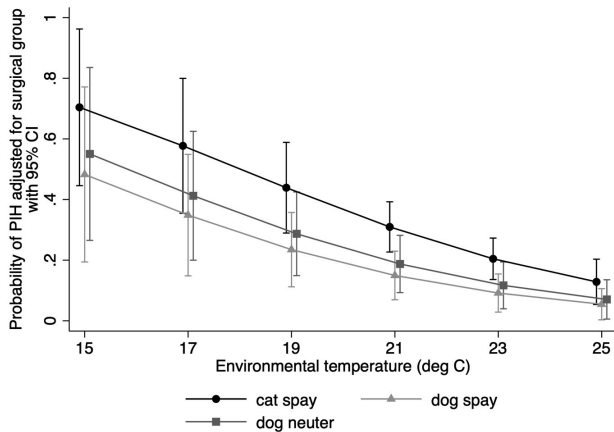 Probability of PIH adjusted for surgical group
with 95% CI
1
.8
.6
.4
.2
0
15 17 19 21 23 25
Environmental temperature (deg C)
cat spay dog spay
dog neuter